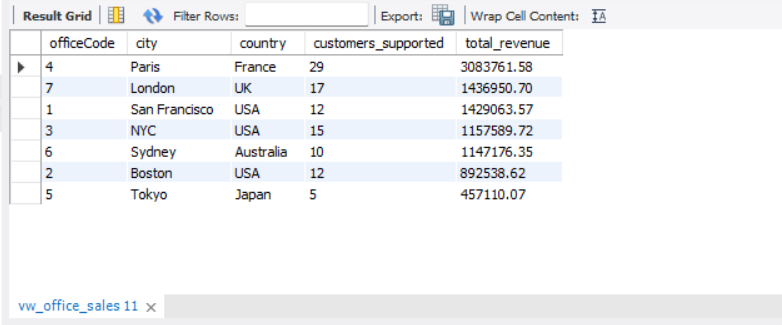 Result Grid Filter Rows: Export: Wrap Cell Content: IA
officeCode city country customers_supported total_revenue
4 Paris France 29 3083761.58
7 London UK 17 1436950.70
1 San Francisco USA 12 1429063.57
3 NYC USA 15 1157589.72
6 Sydney Australia 10 1147176.35
2 Boston USA 12 892538.62
5 Tokyo Japan 5 457110.07
vw_office_sales 11